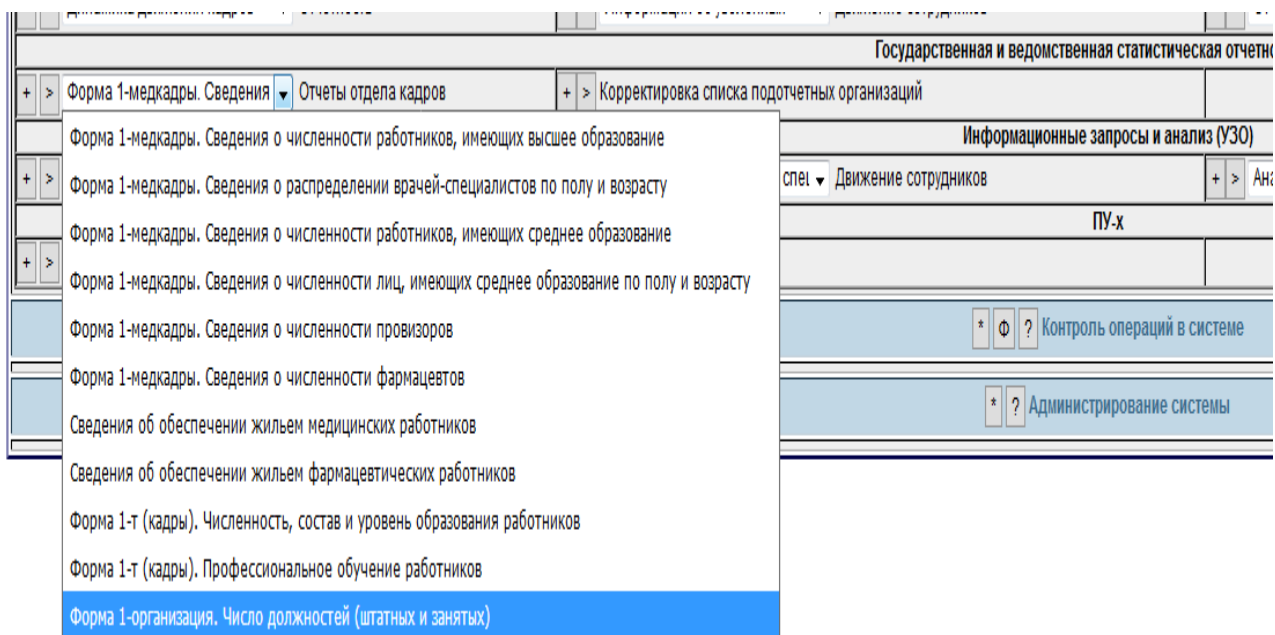 Государственная и ведомственная статистическая
+ > Форма 1-медкадры. Сведения Отчеты отдела кадров + > Корректировка списка подотчетных организаций
Форма 1-медкадры. Сведения о численности работников, имеющих высшее образование
Информационные запросы и анализ (УЗО)
+ > Форма 1-медкадры. Сведения о распределении врачей-специалистов по полу и возрасту
Движение сотрудников + >
Форма 1-медкадры. Сведения о численности работников, имеющих среднее образование
ПУ-х
+ >
Форма 1-медкадры. Сведения о численности лиц, имеющих среднее образование по полу и возрасту
Форма 1-медкадры. Сведения о численности провизоров
* Ф ? Контроль операций в системе
Форма 1-медкадры. Сведения о численности фармацевтов
* ? Администрирование системы
Сведения об обеспечении жильем медицинских работников
Сведения об обеспечении жильем фармацевтических работников
Форма 1-т (кадры). Численность, состав и уровень образования работников
Форма 1-т (кадры). Профессиональное обучение работников
Форма 1-организация. Число должностей (штатных и занятых)